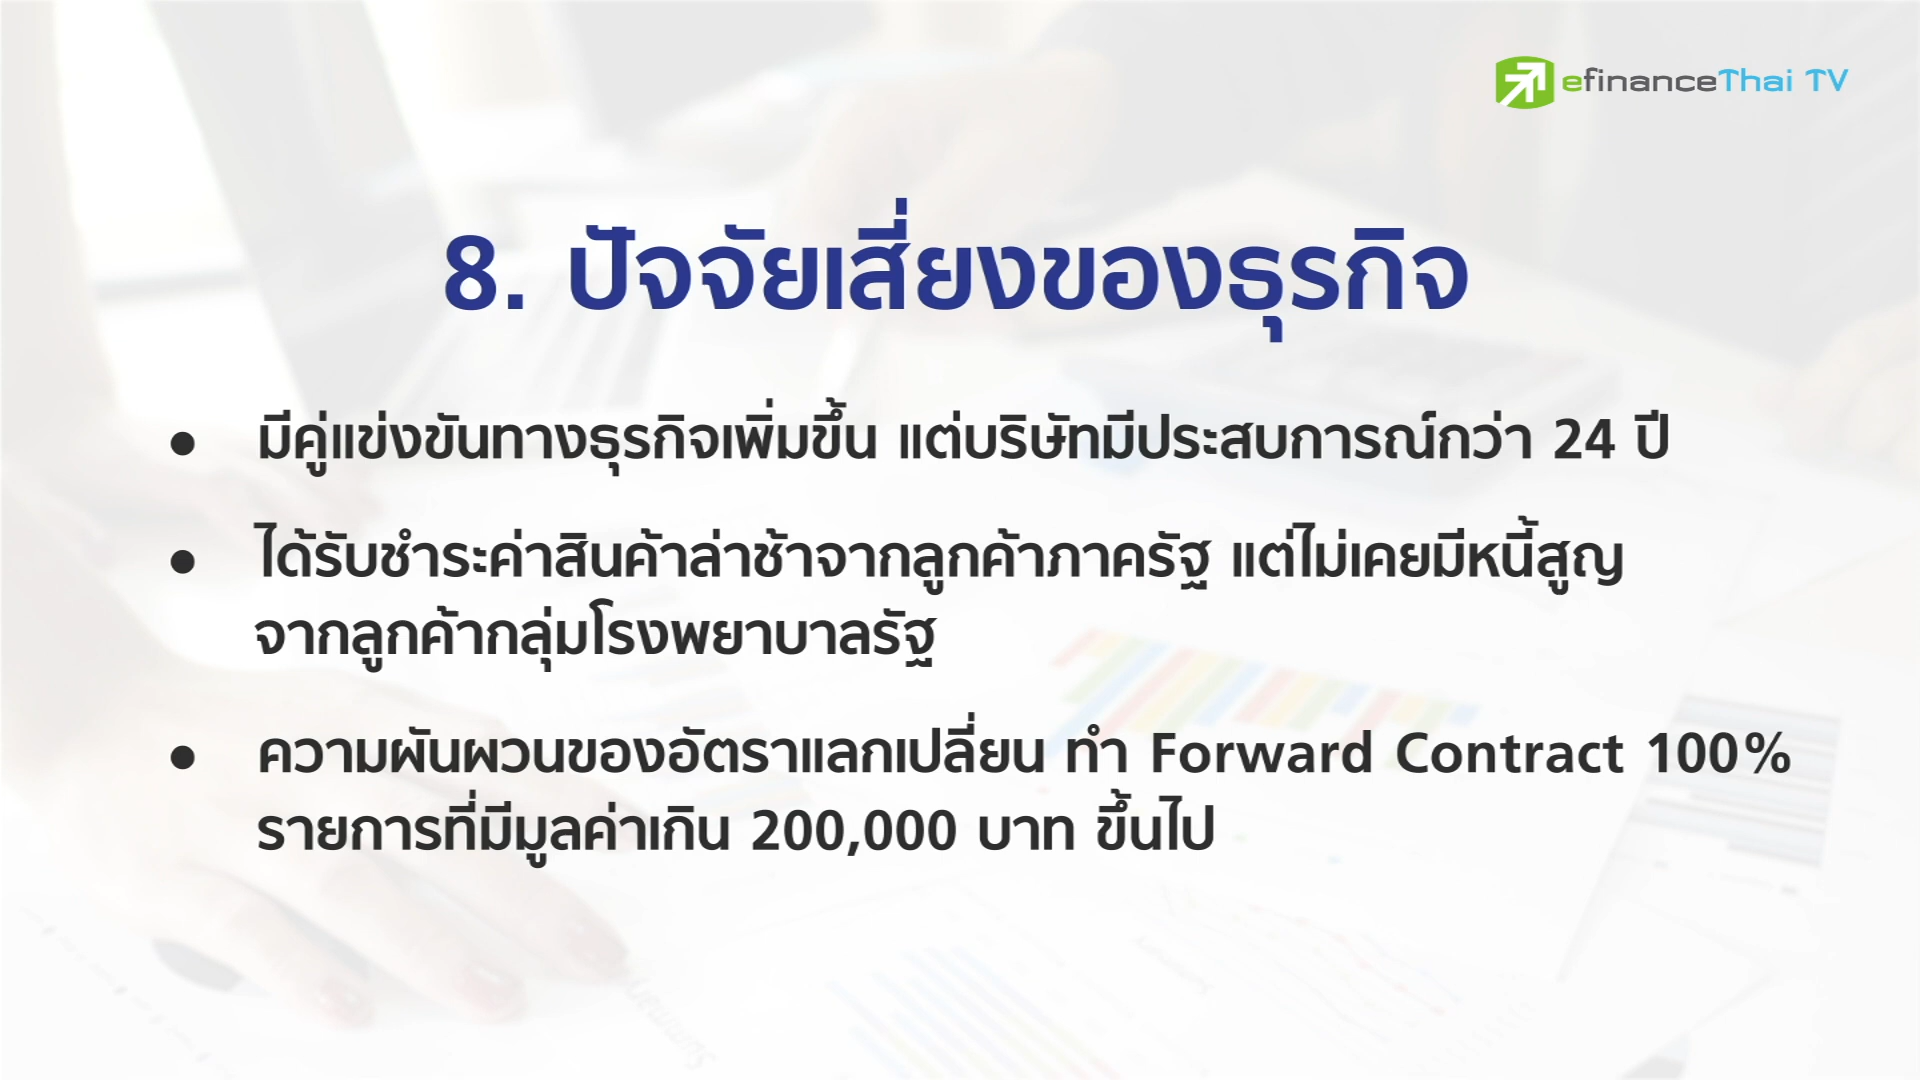 efinanceThai TV
8. ปัจจัยเสี่ยงของธุรกิจ
● มีคู่แข่งขันทางธุรกิจเพิ่มขึ้น แต่บริษัทมีประสบการณ์กว่า 24 ปี
● ได้รับชำระค่าสินค้าล่าช้าจากลูกค้าภาครัฐ แต่ไม่เคยมีหนี้สูญ
จากลูกค้ากลุ่มโรงพยาบาลรัฐ
● ความผันผวนของอัตราแลกเปลี่ยน ทำ Forward Contract 100%
รายการที่มีมูลค่าเกิน 200,000 บาท ขึ้นไป